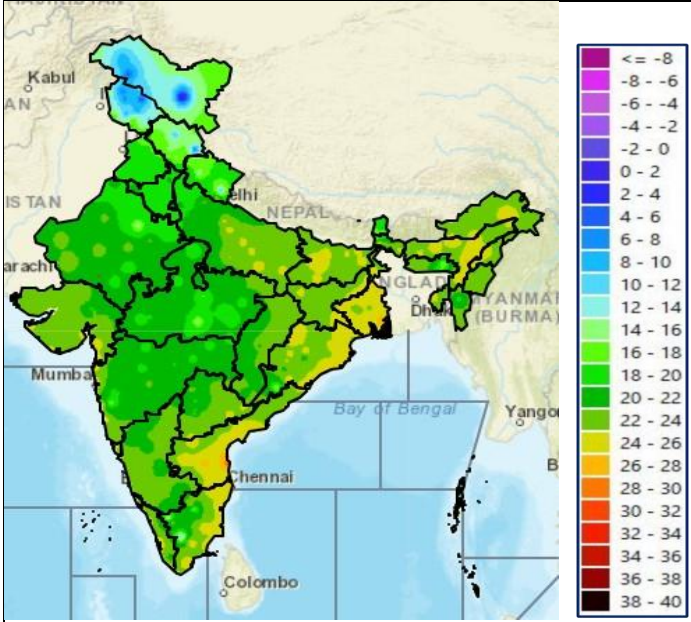 Kabul
AN
ISTAN
elhi
NEPAL
arachi
NGLAD
Dhak
MYANMAR
(BURMA)
Mumba
Bay of Bengal
Yango
B
Chennai
Colombo
<= -8
-8 - -6
-6 - -4
-4 - -2
-2 - 0
0 - 2
2 - 4
4 - 6
6 - 8
8 - 10
10 - 12
12 - 14
14 - 16
16 - 18
18 - 20
20 - 22
22 - 24
24 - 26
26 - 28
28 - 30
30 - 32
32 - 34
34 - 36
36 - 38
38 - 40